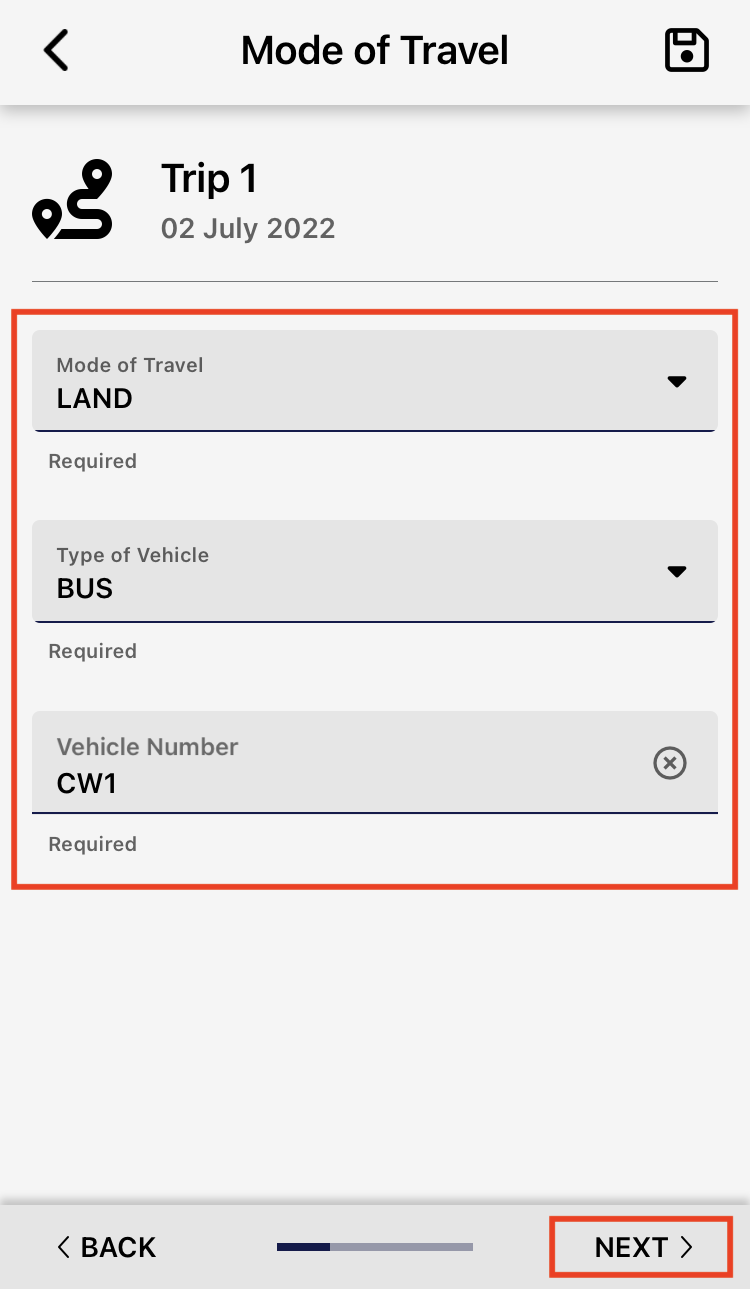 Mode of Travel
Trip 1
02 July 2022
Mode of Travel
LAND
Required
Type of Vehicle
BUS
Required
Vehicle Number
CW1
Required
BACK
NEXT